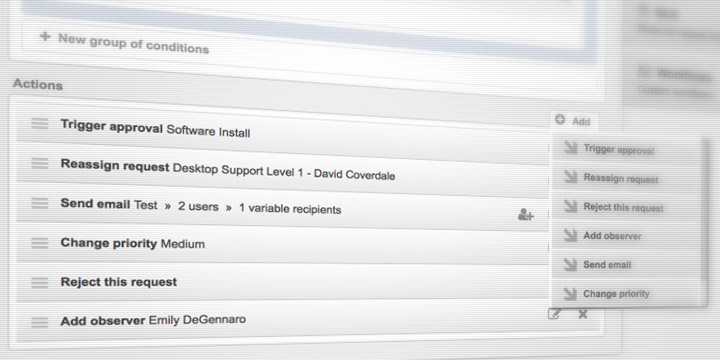 New group of conditions
Actions
Trigger approval Software Install
Reassign request Desktop Support Level 1 - David Coverdale
Send email Test » 2 users » 1 variable recipients
Change priority Medium
Reject this request
Add observer Emily DeGennaro
Add
Trigger approval
Reassign request
Reject this request
Add observer
Send email
Change priority
Workflows